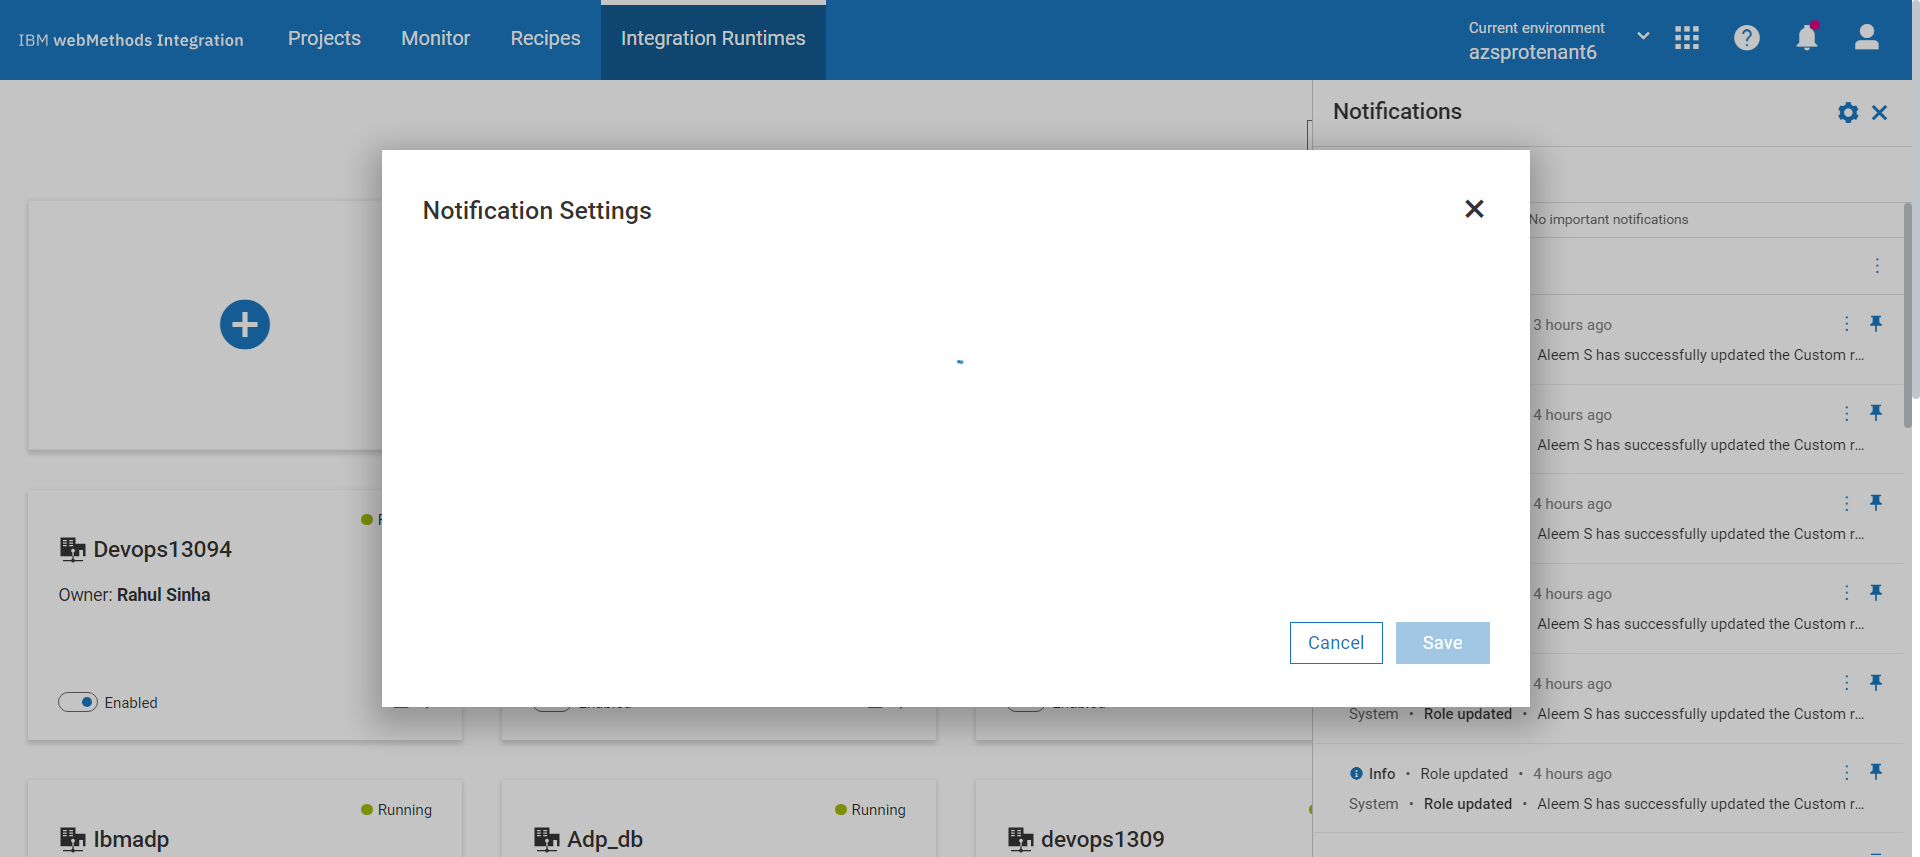 IBM webMethods Integration
Projects
Monitor
Recipes
Integration Runtimes
Current environment
azsprotenant6
Notifications
Notification Settings
No important notifications
3 hours ago
Aleem S has successfully updated the Custom r...
4 hours ago
Aleem S has successfully updated the Custom r...
4 hours ago
Aleem S has successfully updated the Custom r...
4 hours ago
Aleem S has successfully updated the Custom r...
4 hours ago
System • Role updated • Aleem S has successfully updated the Custom r...
Info • Role updated • 4 hours ago
System • Role updated • Aleem S has successfully updated the Custom r...
Cancel
Save
Devops13094
Owner: Rahul Sinha
Enabled
Running
Ibmadp
Running
Adp_db
devops1309